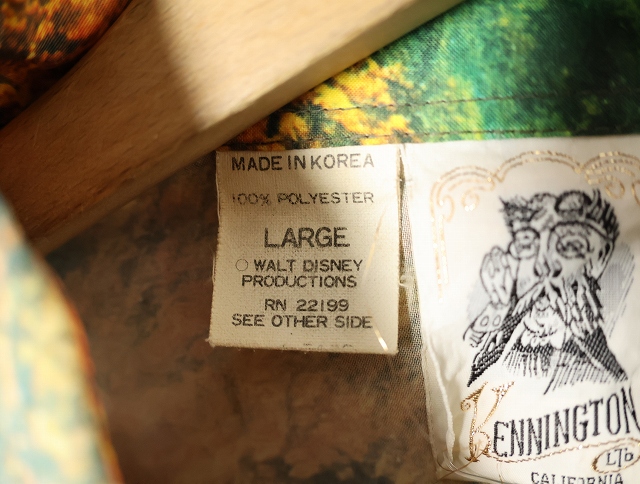 MADE IN KOREA
100% POLYESTER
LARGE
© WALT DISNEY
PRODUCTIONS
RN 22199
SEE OTHER SIDE
KENNINGTON
LTD
CALIFORNIA